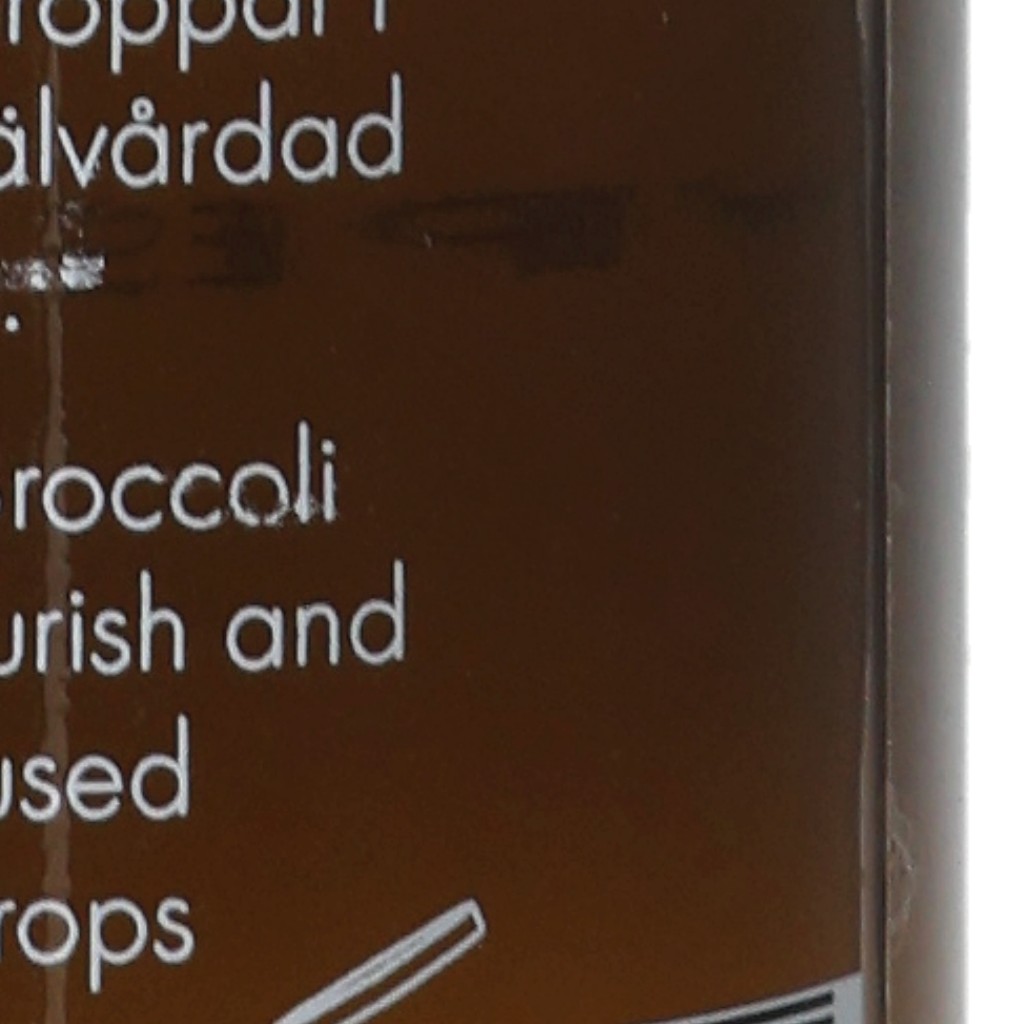 roppar i
älvårdad
.
roccoli
urish and
used
rops